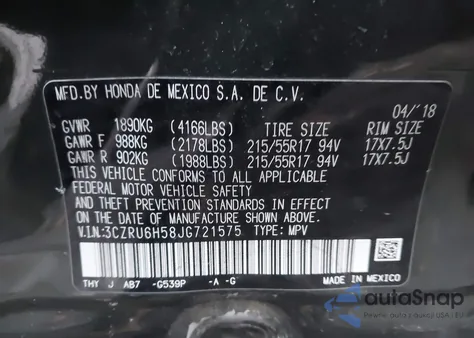 MFD.BY HONDA DE MEXICO S.A. DE C.V.
04/'18
GVWR 1890KG (4166LBS) TIRE SIZE RIM SIZE
GAWR F 988KG (2178LBS) 215/55R17 94V 17X7.5J
GAWR R 902KG (1988LBS) 215/55R17 94V 17X7.5J
THIS VEHICLE CONFORMS TO ALL APPLICABLE
FEDERAL MOTOR VEHICLE SAFETY
AND THEFT PREVENTION STANDARDS IN EFFECT
ON THE DATE OF MANUFACTURE SHOWN ABOVE.
V.I.N:3CZRU6H58JG721575 TYPE: MPV
THY J AB7 -G539P -A -G MADE IN MEXICO
autoSnap